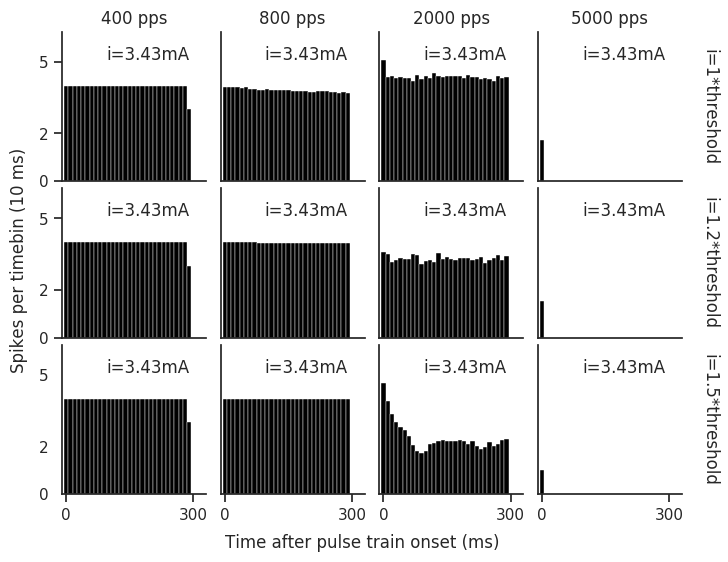 400 pps 800 pps 2000 pps 5000 pps
i=3.43mA i=3.43mA i=3.43mA i=3.43mA
5
2
0
i=1*threshold
i=3.43mA i=3.43mA i=3.43mA i=3.43mA
5
2
0
i=1.2*threshold
Spikes per timebin (10 ms)
i=3.43mA i=3.43mA i=3.43mA i=3.43mA
5
2
0
i=1.5*threshold
0 300 0 300 0 300 0 300
Time after pulse train onset (ms)